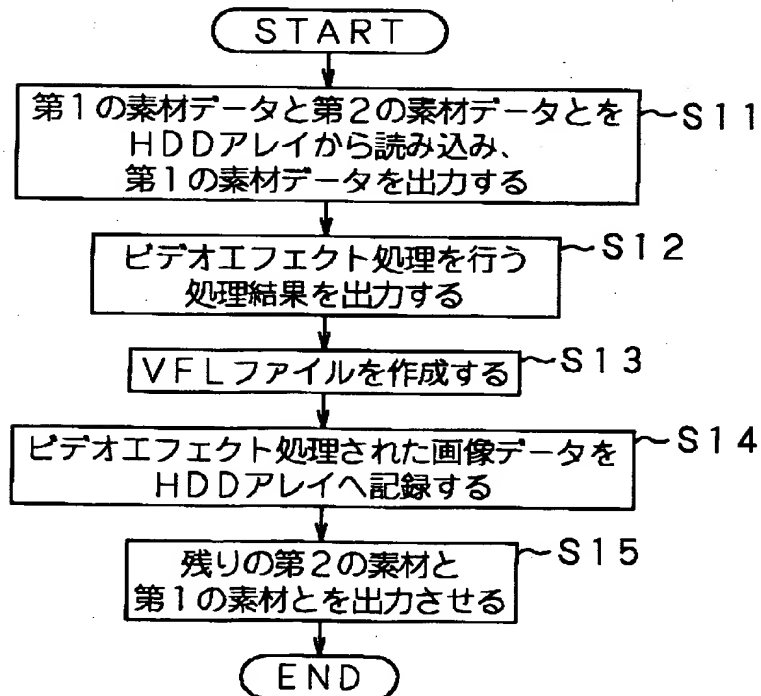 START
第1の素材データと第2の素材データとを
HDDアレイから読み込み、
第1の素材データを出力する
S11
ビデオエフェクト処理を行う
処理結果を出力する
S12
VFLファイルを作成する
S13
ビデオエフェクト処理された画像データを
HDDアレイへ記録する
S14
残りの第2の素材と
第1の素材とを出力させる
S15
END